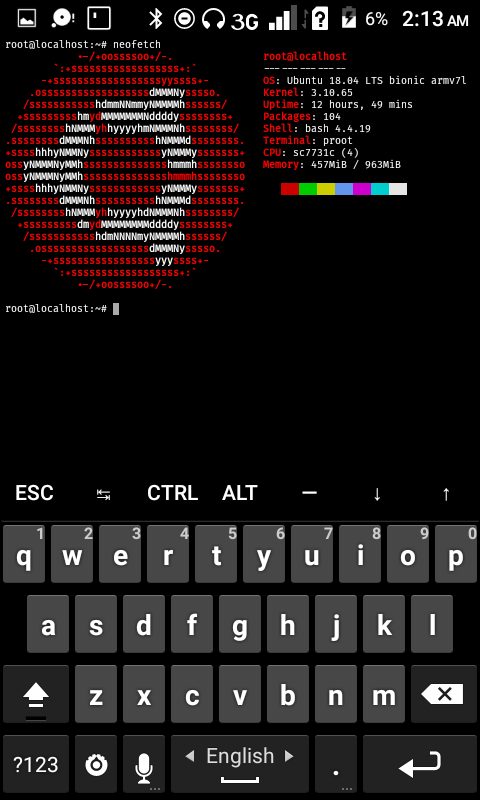 3G 6% 2:13 AM
root@localhost:~# neofetch
root@localhost
OS: Ubuntu 18.04 LTS bionic armv7l
Kernel: 3.10.65
Uptime: 12 hours, 49 mins
Packages: 104
Shell: bash 4.4.19
Terminal: proot
CPU: sc7731c (4)
Memory: 457MiB / 963MiB
root@localhost:~#
ESC CTRL ALT — ↓ ↑
1 2 3 4 5 6 7 8 9 0
q w e r t y u i o p
a s d f g h j k l
z x c v b n m
?123 English .